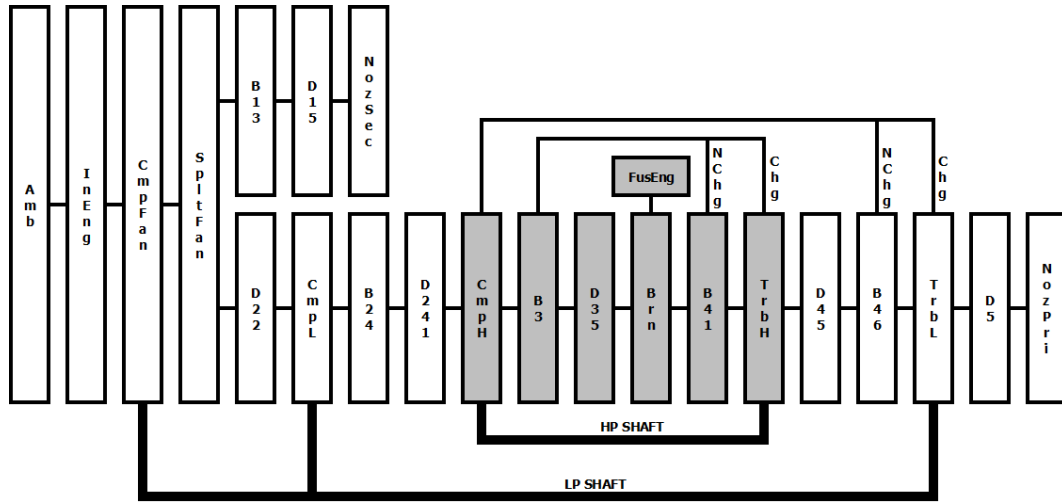 Amb
InEng
CmpFan
SpltFan
B13
D15
NozSec
D22
CmpL
B24
D241
CmpH
B3
D35
FusEng
Brn
NChg
B41
Chg
TrbH
D45
NChg
B46
Chg
TrbL
D5
NozPri
HP SHAFT
LP SHAFT